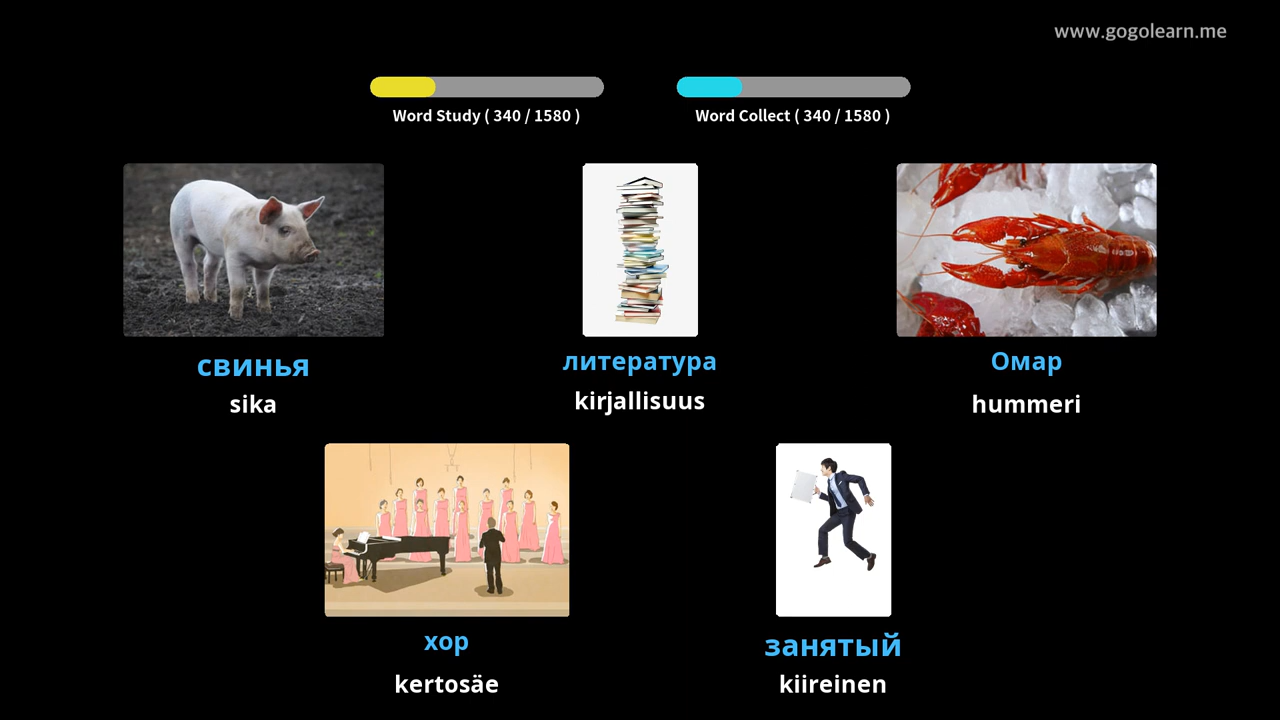 www.gogolearn.me
Word Study ( 340 / 1580 )
Word Collect ( 340 / 1580 )
свинья
sika
литература
kirjallisuus
Омар
hummeri
хор
kertosäe
занятый
kiireinen